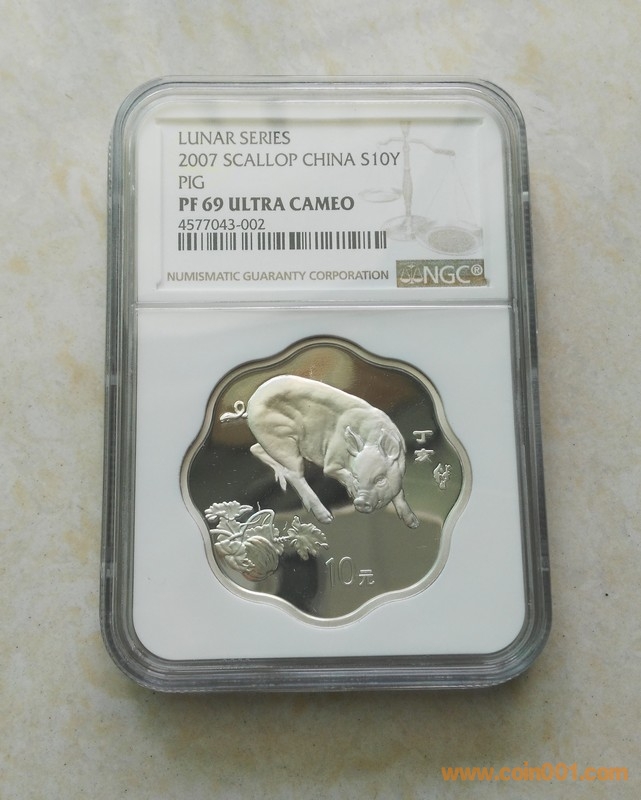 LUNAR SERIES
2007 SCALLOP CHINA S10Y
PIG
PF 69 ULTRA CAMEO
4577043-002
NUMISMATIC GUARANTY CORPORATION
NGC®
丁亥
10元
www.coin001.com